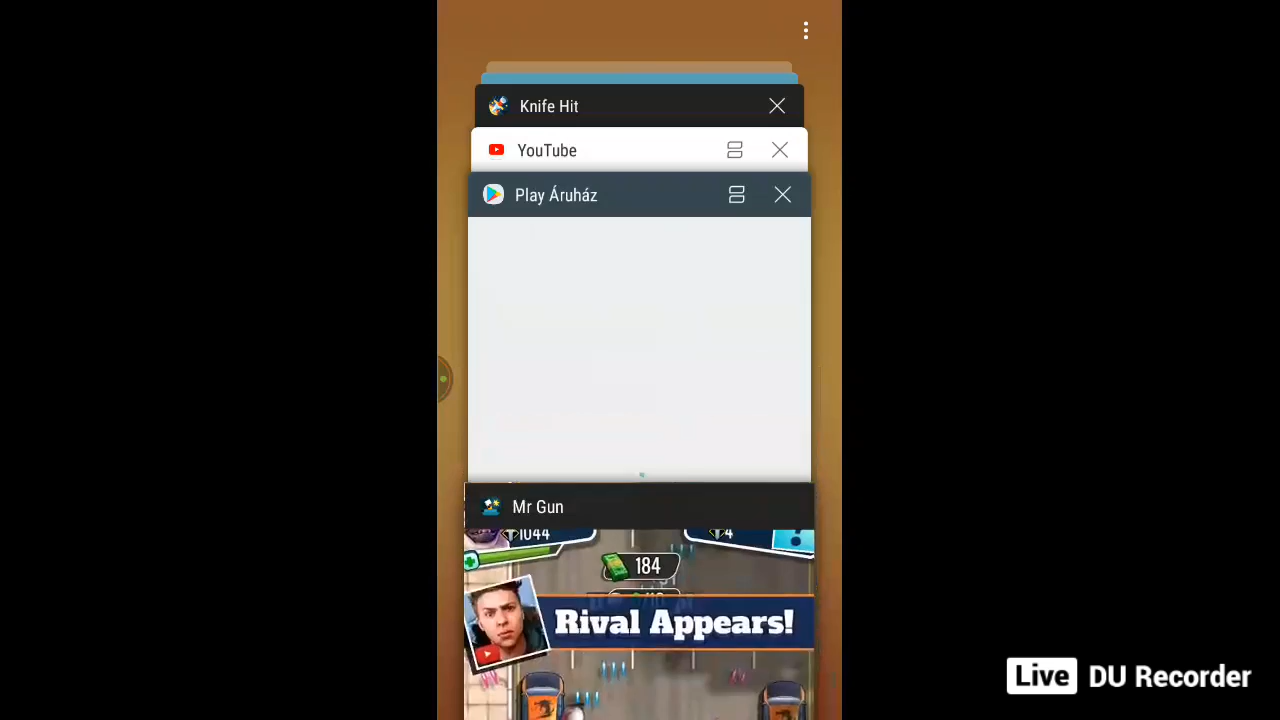 Knife Hit
YouTube
Play Áruház
Mr Gun
1044
4
184
Rival Appears!
Live DU Recorder